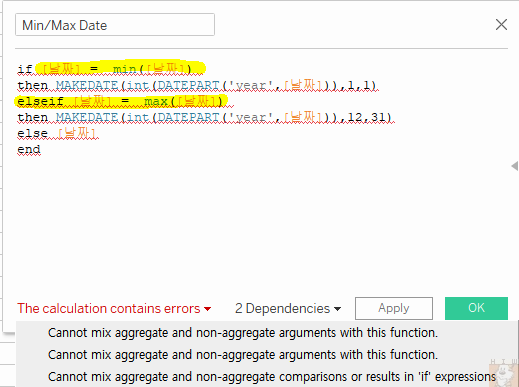 Min/Max Date
if [날짜] = min([날짜])
then MAKEDATE(int(DATEPART('year',[날짜])),1,1)
elseif [날짜] = max([날짜])
then MAKEDATE(int(DATEPART('year',[날짜])),12,31)
else [날짜]
end
The calculation contains errors 2 Dependencies Apply OK
Cannot mix aggregate and non-aggregate arguments with this function.
Cannot mix aggregate and non-aggregate arguments with this function.
Cannot mix aggregate and non-aggregate comparisons or results in 'if' expressions